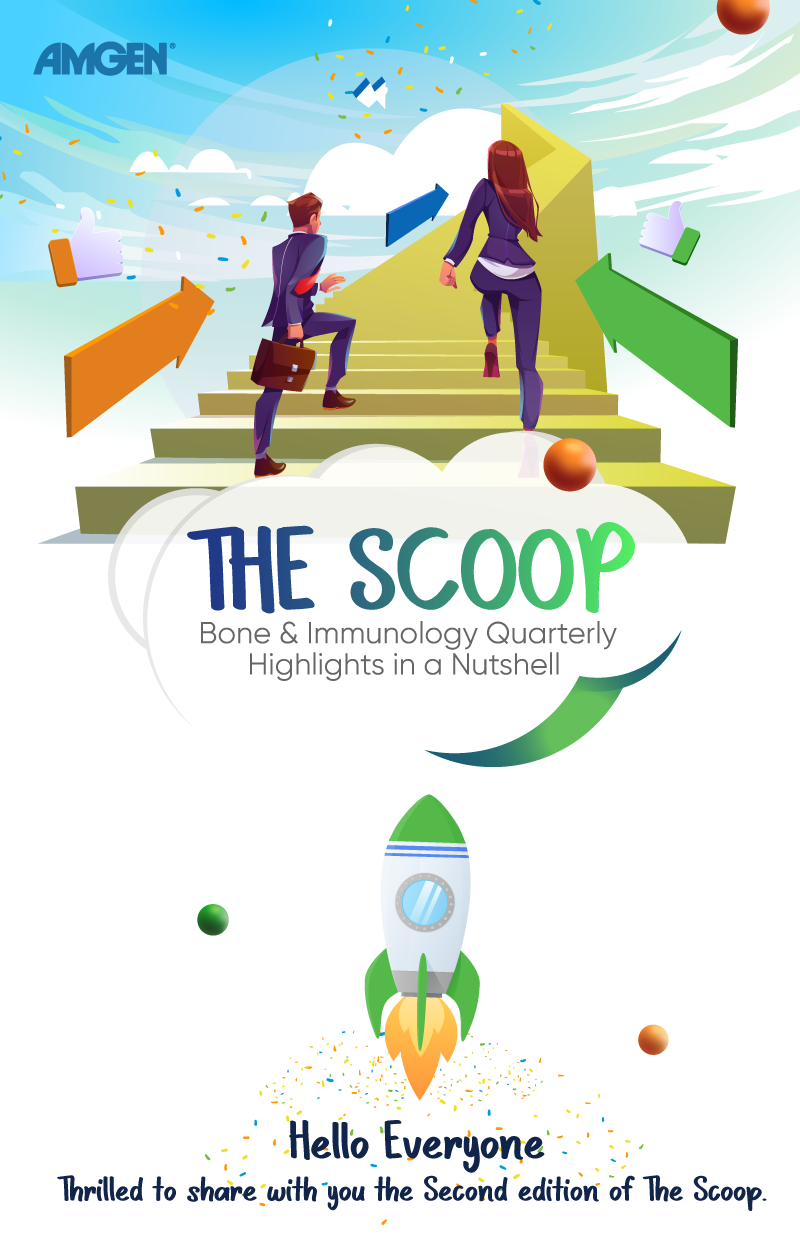 AMGEN®
THE SCOOP
Bone & Immunology Quarterly
Highlights in a Nutshell
Hello Everyone
Thrilled to share with you the Second edition of The Scoop.